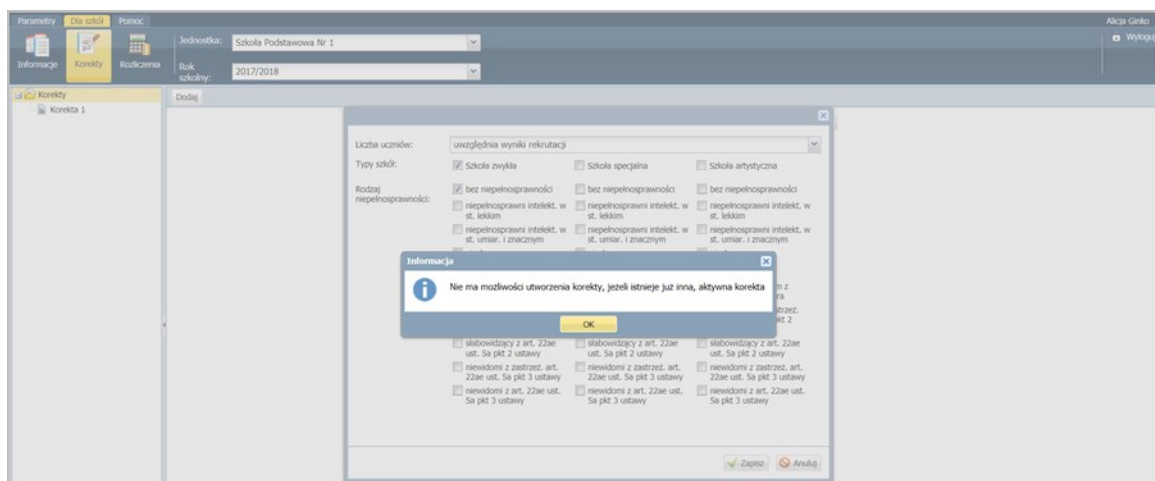 Parametry Dla szkół Pomoc Alicja Ginko
Informacje Korekty Rozliczenia
Jednostka: Szkoła Podstawowa Nr 1
Wyloguj
Rok szkolny: 2017/2018
Korekty
Korekta 1
Dodaj
Liczba uczniów: uwzględnia wyniki rekrutacji
Typy szkół: Szkoła zwykła Szkoła specjalna Szkoła artystyczna
Rodzaj niepełnosprawności:
bez niepełnosprawności bez niepełnosprawności bez niepełnosprawności
niepełnosprawni intelekt. w niepełnosprawni intelekt. w niepełnosprawni intelekt. w
st. lekkim st. lekkim st. lekkim
niepełnosprawni intelekt. w niepełnosprawni intelekt. w niepełnosprawni intelekt. w
st. umiar. i znacznym st. umiar. i znacznym st. umiar. i znacznym
Informacja
Nie ma możliwości utworzenia korekty, jeżeli istnieje już inna, aktywna korekta
OK
słabowidzący z art. 22ae słabowidzący z art. 22ae słabowidzący z art. 22ae
ust. 5a pkt 2 ustawy ust. 5a pkt 2 ustawy ust. 5a pkt 2 ustawy
niewidomi z zastrzeż. art. niewidomi z zastrzeż. art. niewidomi z zastrzeż. art.
22ae ust. 5a pkt 3 ustawy 22ae ust. 5a pkt 3 ustawy 22ae ust. 5a pkt 3 ustawy
niewidomi z art. 22ae ust. niewidomi z art. 22ae ust. niewidomi z art. 22ae ust.
5a pkt 3 ustawy 5a pkt 3 ustawy 5a pkt 3 ustawy
Zapisz Anuluj